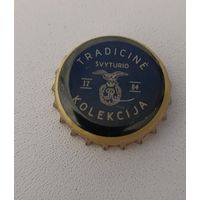 TRADICINĖ
ŠVYTURIO
17 84
KOLEKCIJA